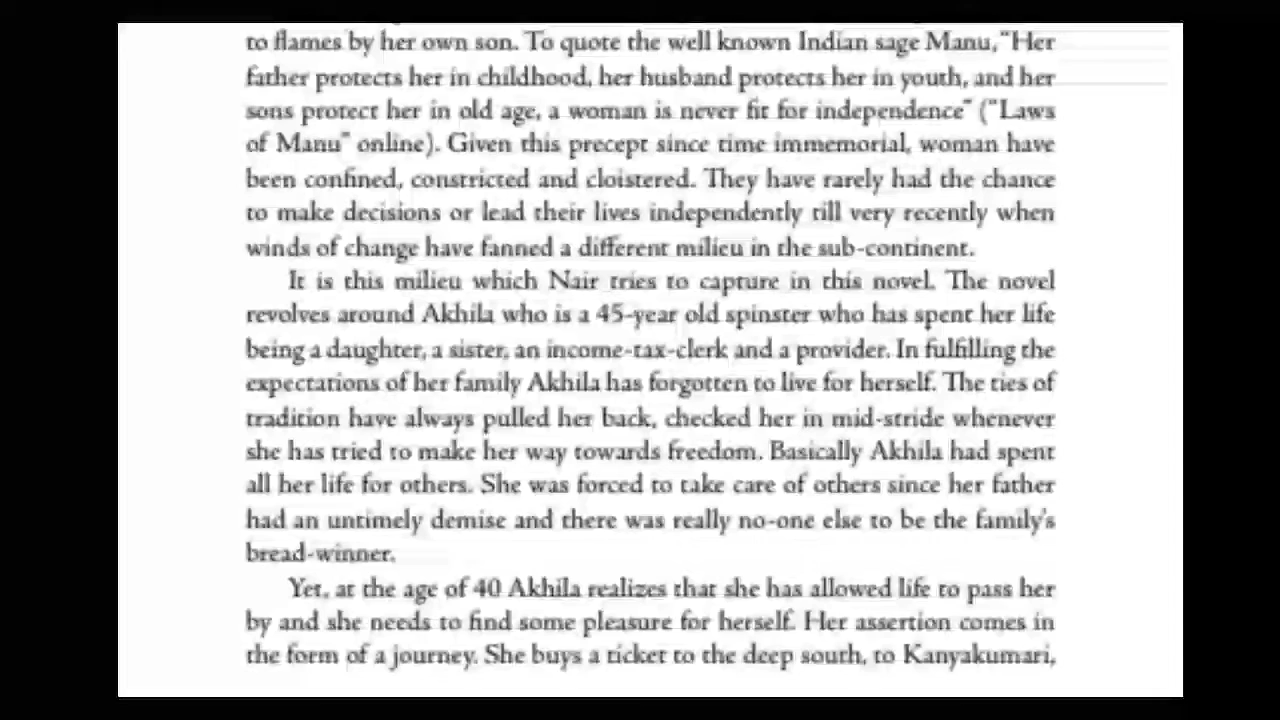 to flames by her own son. To quote the well known Indian sage Manu, "Her
father protects her in childhood, her husband protects her in youth, and her
sons protect her in old age, a woman is never fit for independence" ("Laws
of Manu" online). Given this precept since time immemorial, woman have
been confined, constricted and cloistered. They have rarely had the chance
to make decisions or lead their lives independently till very recently when
winds of change have fanned a different milieu in the sub-continent.
It is this milieu which Nair tries to capture in this novel. The novel
revolves around Akhila who is a 45-year old spinster who has spent her life
being a daughter, a sister, an income-tax-clerk and a provider. In fulfilling the
expectations of her family Akhila has forgotten to live for herself. The ties of
tradition have always pulled her back, checked her in mid-stride whenever
she has tried to make her way towards freedom. Basically Akhila had spent
all her life for others. She was forced to take care of others since her father
had an untimely demise and there was really no-one else to be the family's
bread-winner.
Yet, at the age of 40 Akhila realizes that she has allowed life to pass her
by and she needs to find some pleasure for herself. Her assertion comes in
the form of a journey. She buys a ticket to the deep south, to Kanyakumari,